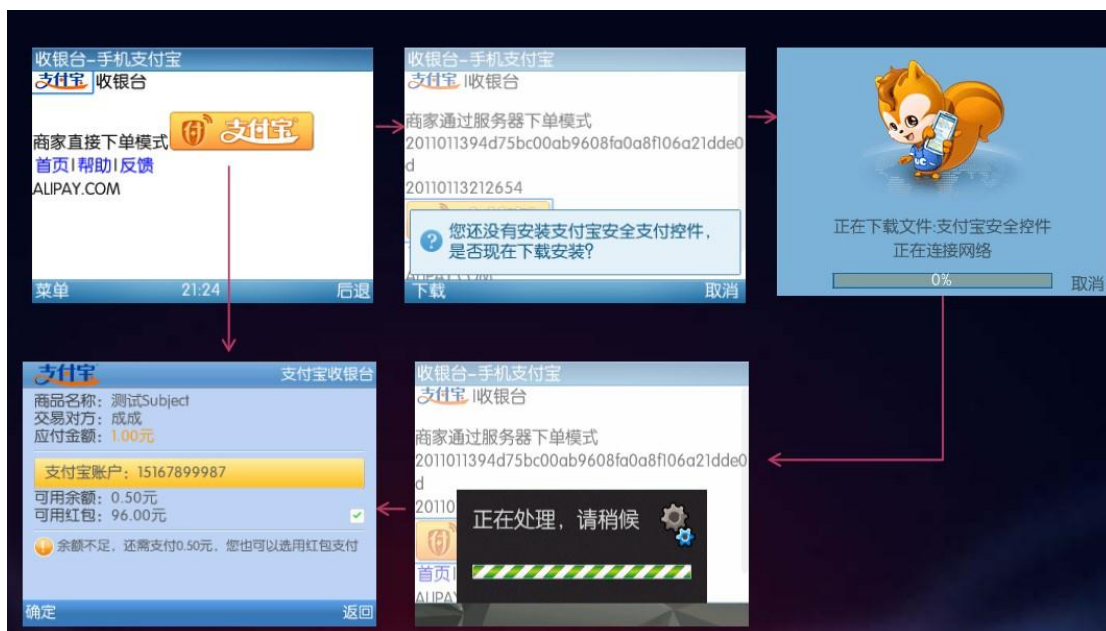 收银台-手机支付宝
支付宝 收银台
商家直接下单模式 支付宝
首页|帮助|反馈
ALIPAY.COM
菜单 21:24 后退
收银台-手机支付宝
支付宝 |收银台
商家通过服务器下单模式
2011011394d75bc00ab9608fa0a8f106a21dde0
d
20110113212654
您还没有安装支付宝安全支付控件，
是否现在下载安装？
ALIPAY.COM
下载 取消
UC
正在下载文件:支付宝安全控件
正在连接网络
0% 取消
支付宝 支付宝收银台
商品名称：测试Subject
交易对方：成成
应付金额：1.00元
支付宝账户：15167899987
可用余额：0.50元
可用红包：96.00元
余额不足，还需支付0.50元，您也可以选用红包支付
确定 返回
收银台-手机支付宝
支付宝 |收银台
商家通过服务器下单模式
2011011394d75bc00ab9608fa0a8f106a21dde0
d
20110
正在处理，请稍候
首页|
ALIPAY